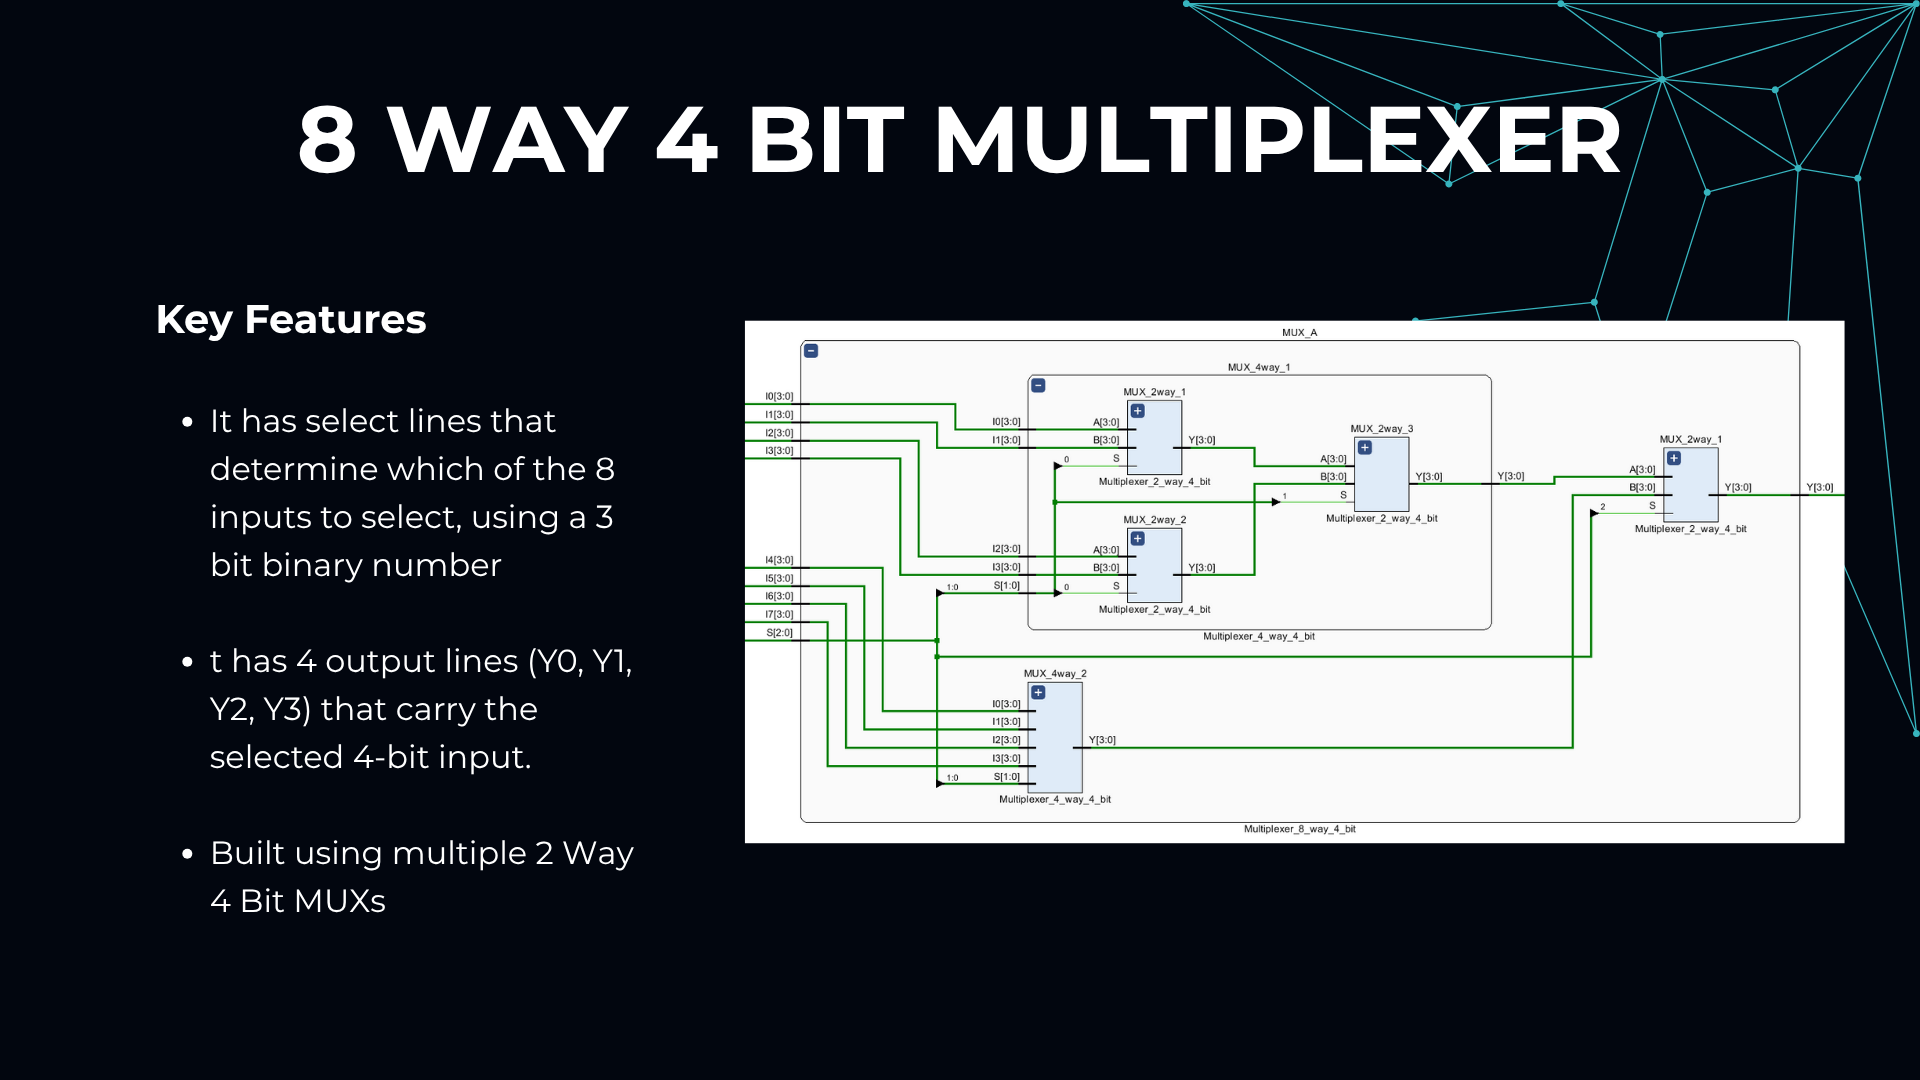 8 WAY 4 BIT MULTIPLEXER
Key Features
• It has select lines that
determine which of the 8
inputs to select, using a 3
bit binary number
• t has 4 output lines (Y0, Y1,
Y2, Y3) that carry the
selected 4-bit input.
• Built using multiple 2 Way
4 Bit MUXs
MUX_A
MUX_4way_1
MUX_2way_1
I0[3:0]
I1[3:0]
I2[3:0]
I3[3:0]
I0[3:0]
I1[3:0]
A[3:0]
B[3:0]
S
0
Y[3:0]
Multiplexer_2_way_4_bit
MUX_2way_3
A[3:0]
B[3:0]
S
1
Y[3:0]
Y[3:0]
Multiplexer_2_way_4_bit
MUX_2way_1
A[3:0]
B[3:0]
S
2
Y[3:0]
Y[3:0]
Multiplexer_2_way_4_bit
MUX_2way_2
I2[3:0]
I3[3:0]
S[1:0]
1:0
A[3:0]
B[3:0]
S
0
Y[3:0]
Multiplexer_2_way_4_bit
Multiplexer_4_way_4_bit
I4[3:0]
I5[3:0]
I6[3:0]
I7[3:0]
S[2:0]
MUX_4way_2
I0[3:0]
I1[3:0]
I2[3:0]
I3[3:0]
S[1:0]
1:0
Y[3:0]
Multiplexer_4_way_4_bit
Multiplexer_8_way_4_bit